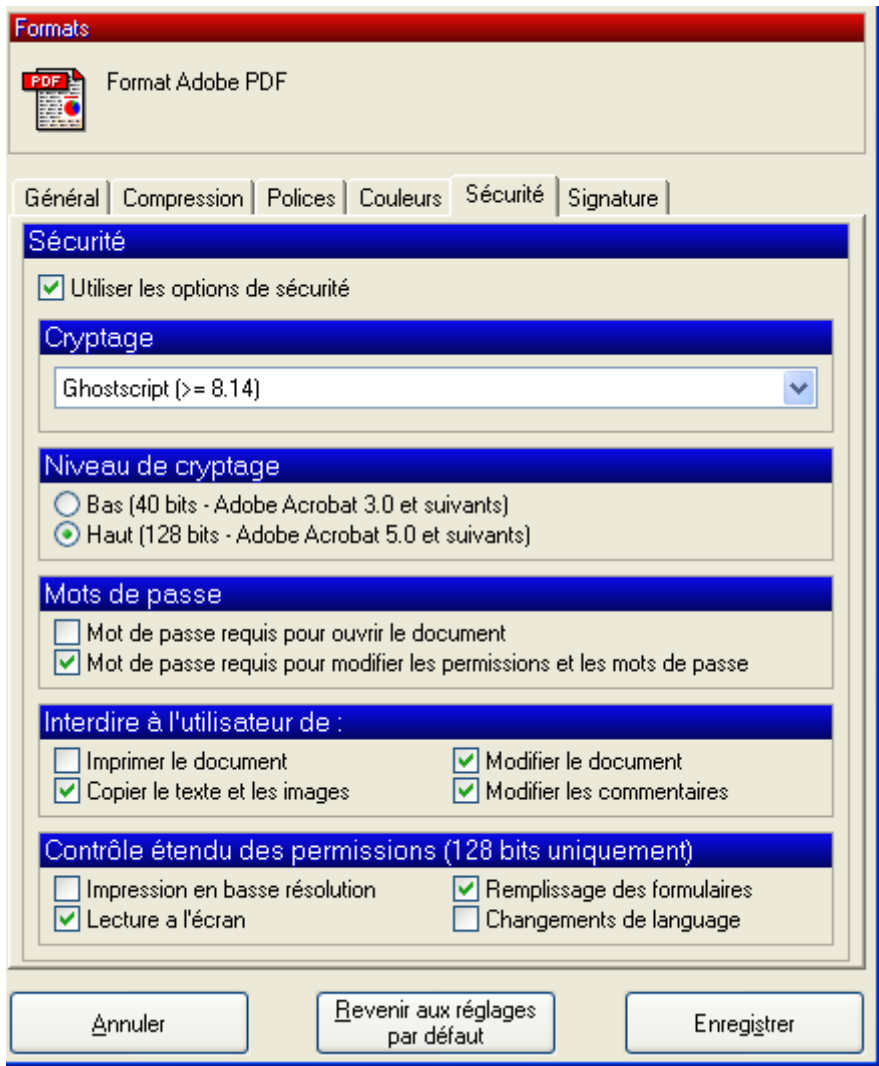 Formats
PDF
Format Adobe PDF
Général Compression Polices Couleurs Sécurité Signature
Sécurité
Utiliser les options de sécurité
Cryptage
Ghostscript (>= 8.14)
Niveau de cryptage
Bas (40 bits - Adobe Acrobat 3.0 et suivants)
Haut (128 bits - Adobe Acrobat 5.0 et suivants)
Mots de passe
Mot de passe requis pour ouvrir le document
Mot de passe requis pour modifier les permissions et les mots de passe
Interdire à l'utilisateur de :
Imprimer le document Modifier le document
Copier le texte et les images Modifier les commentaires
Contrôle étendu des permissions (128 bits uniquement)
Impression en basse résolution Remplissage des formulaires
Lecture a l'écran Changements de language
Annuler Revenir aux réglages par défaut Enregistrer